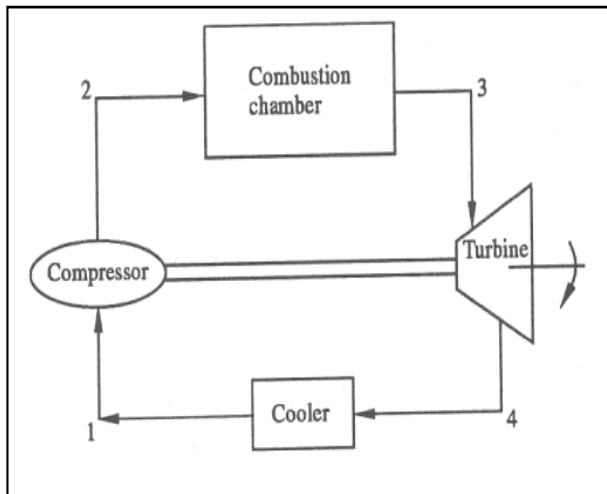 2
Combustion
chamber
3
Compressor
Turbine
1
Cooler
4